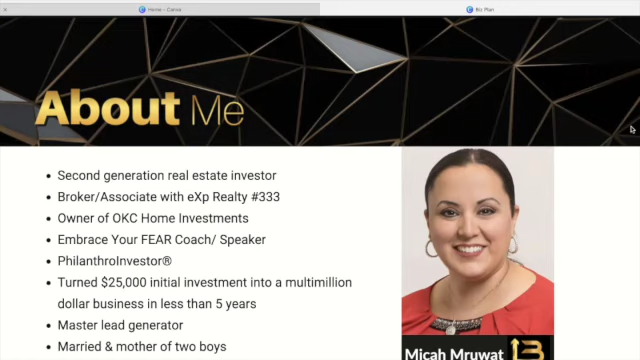 Home – Canva
Biz Plan
About Me
• Second generation real estate investor
• Broker/Associate with eXp Realty #333
• Owner of OKC Home Investments
• Embrace Your FEAR Coach/ Speaker
• PhilanthroInvestor®
• Turned $25,000 initial investment into a multimillion
dollar business in less than 5 years
• Master lead generator
• Married & mother of two boys
Micah Mruwat